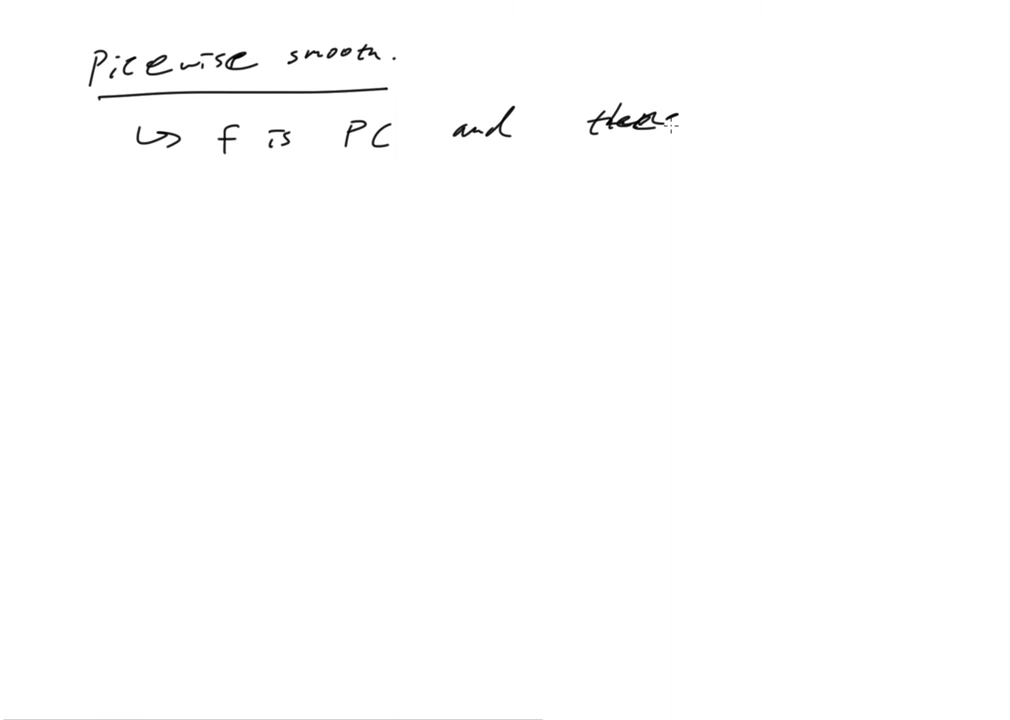 Picewise smooth.
↳ f is PC and